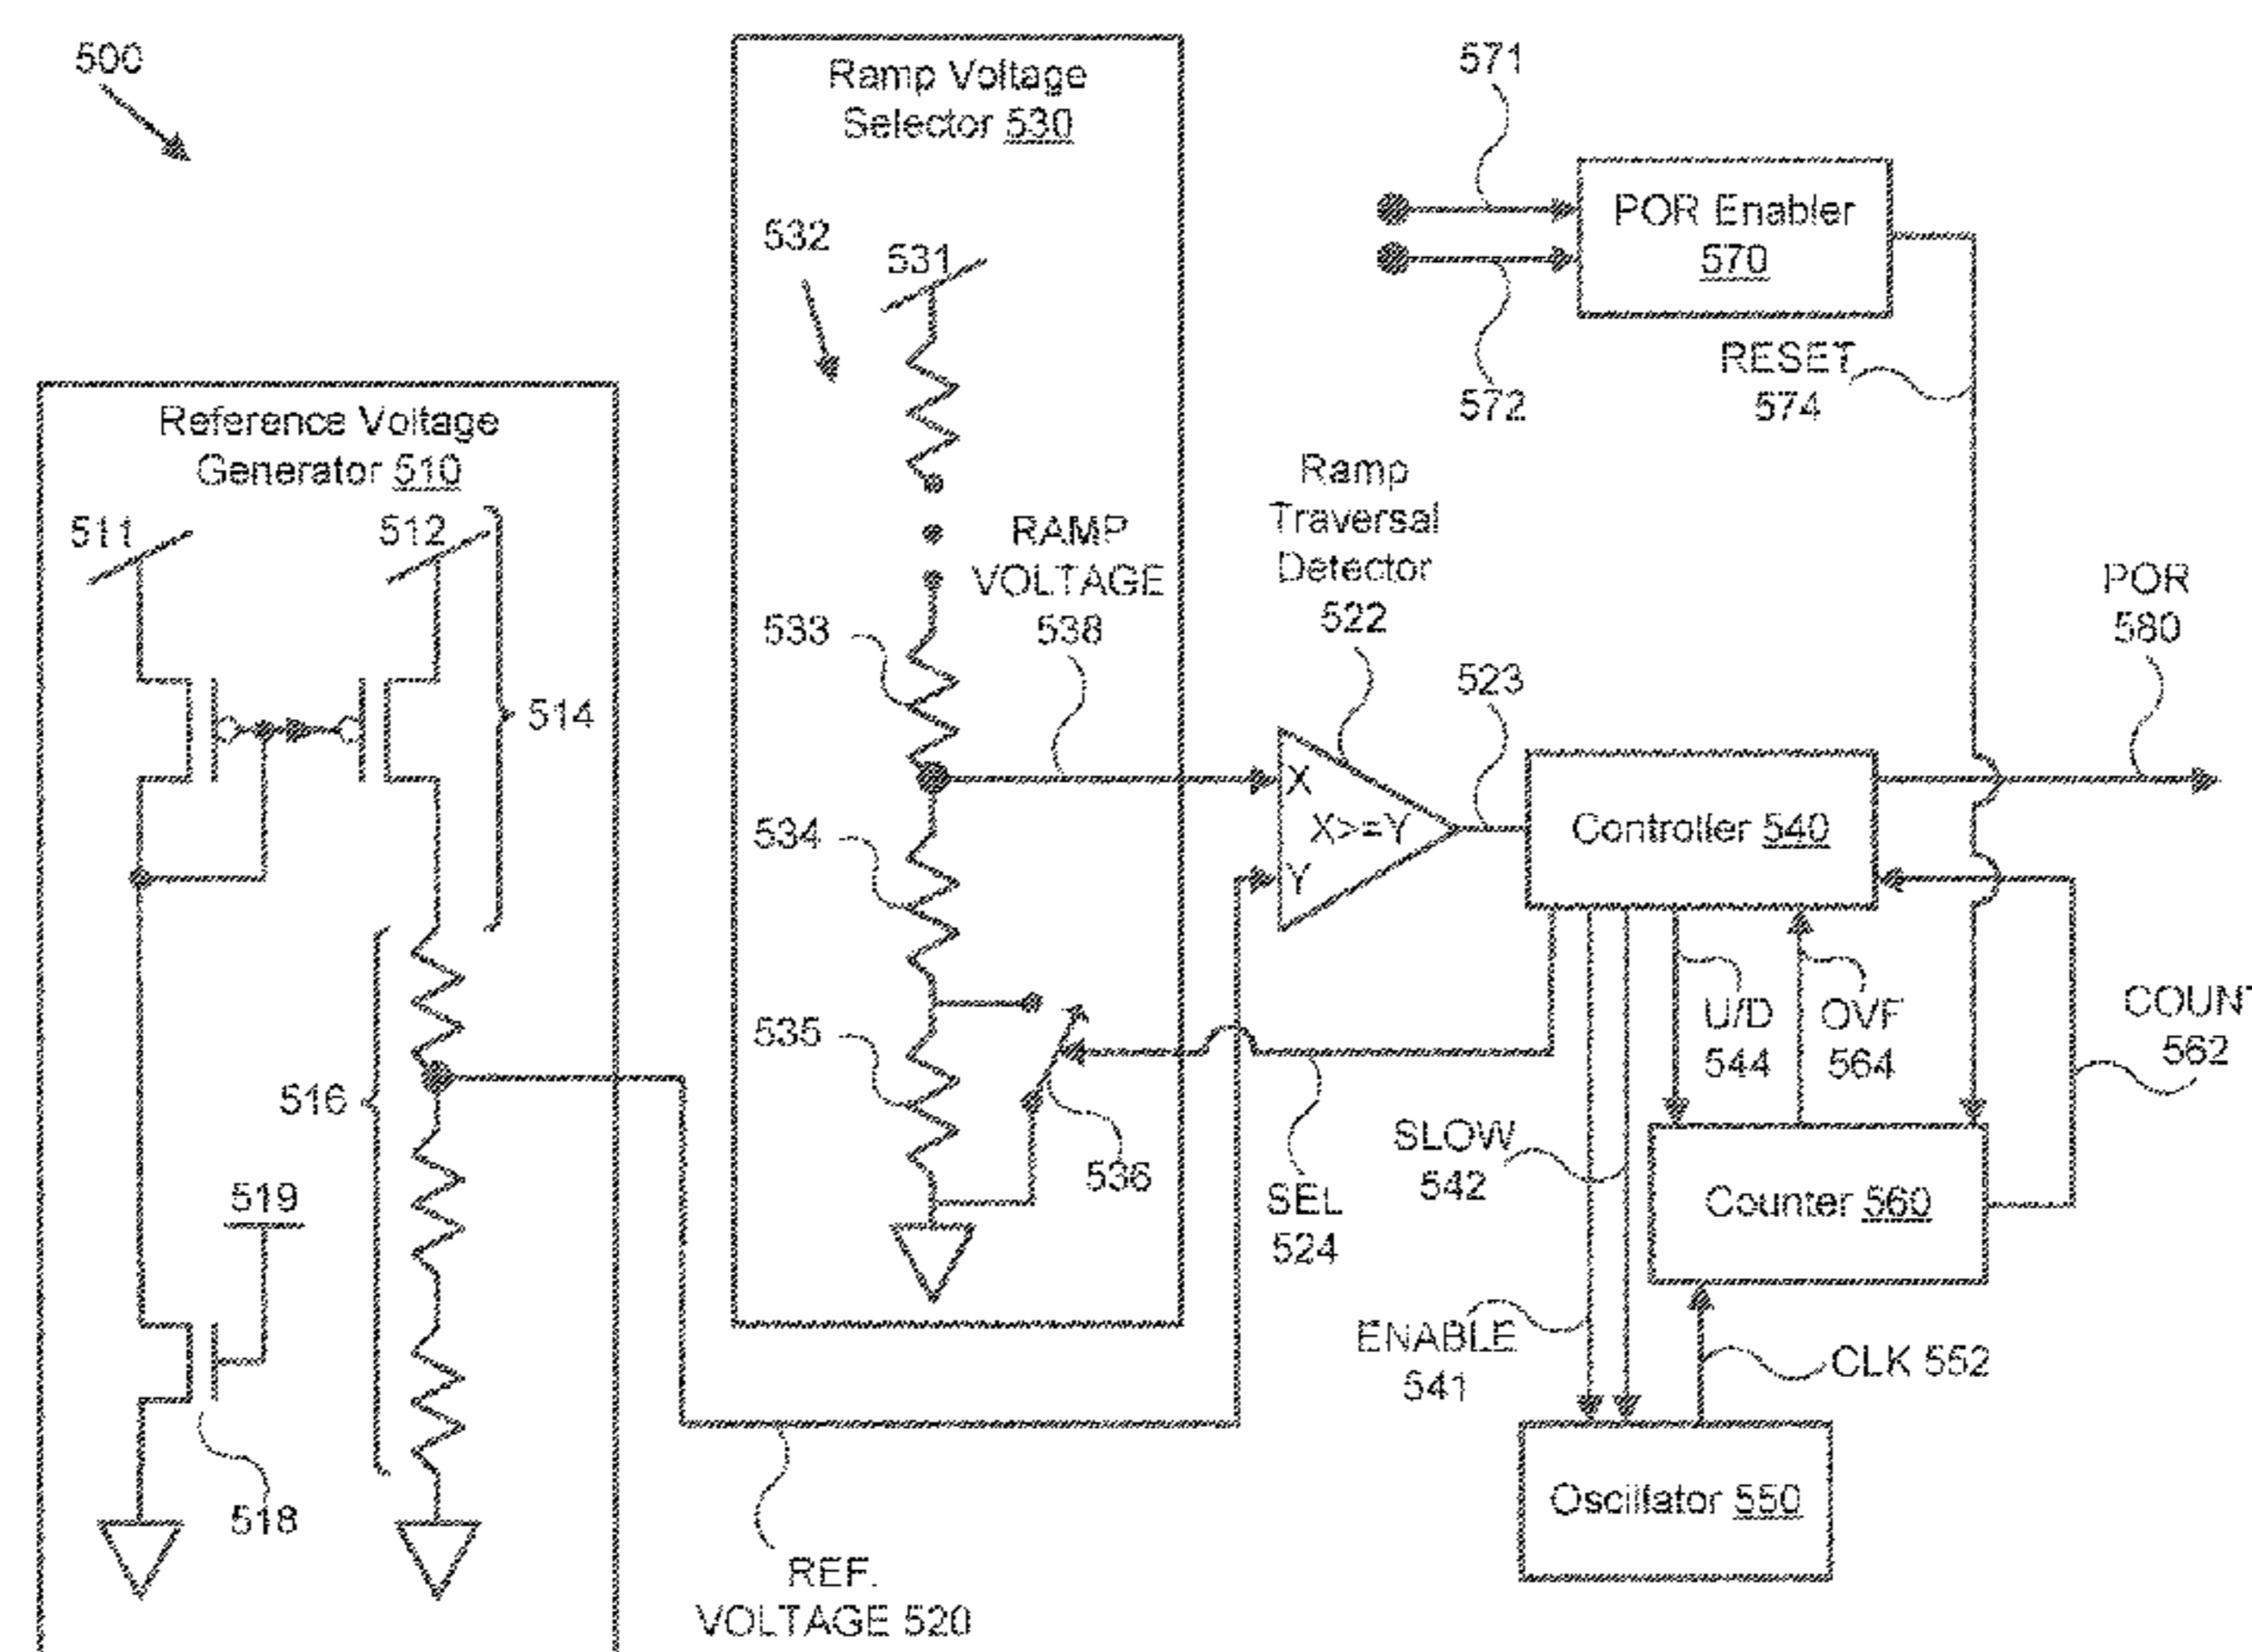 500
Ramp Voltage
Selector 530
532
531
RAMP
VOLTAGE
538
533
534
535
536
571
572
POR Enabler
570
RESET
574
Reference Voltage
Generator 510
511
512
514
516
519
518
Ramp
Traversal
Detector
522
523
X
X>=Y
Y
Controller 540
POR
580
U/D
544
OVF
564
COUNT
562
SLOW
542
SEL
524
Counter 560
ENABLE
541
CLK 552
Oscillator 550
REF.
VOLTAGE 520